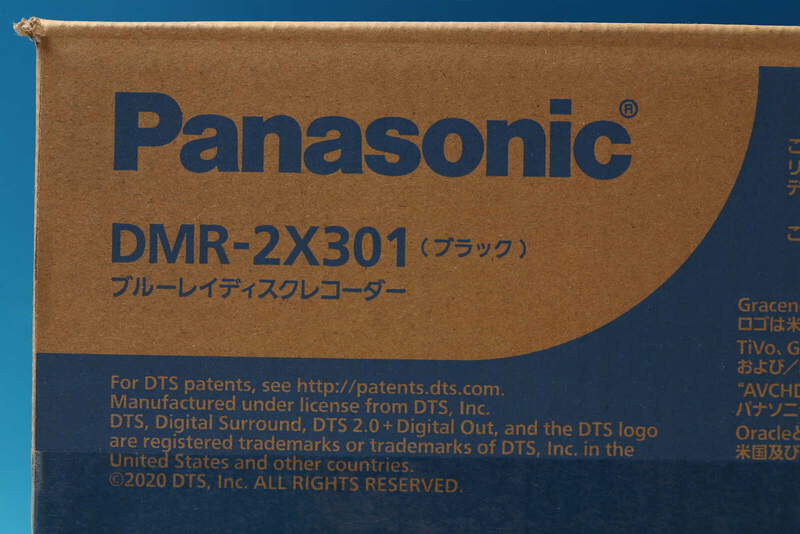 Panasonic®
DMR-2X301 (ブラック)
ブルーレイディスクレコーダー
For DTS patents, see http://patents.dts.com.
Manufactured under license from DTS, Inc.
DTS, Digital Surround, DTS 2.0+Digital Out, and the DTS logo
are registered trademarks or trademarks of DTS, Inc. in the
United States and other countries.
©2020 DTS, Inc. ALL RIGHTS RESERVED.
こ
リ
デ
こ
Gracen
ロゴは米
TiVo、G
および/
“AVCHD
パナソニ
Oracleと
米国及び